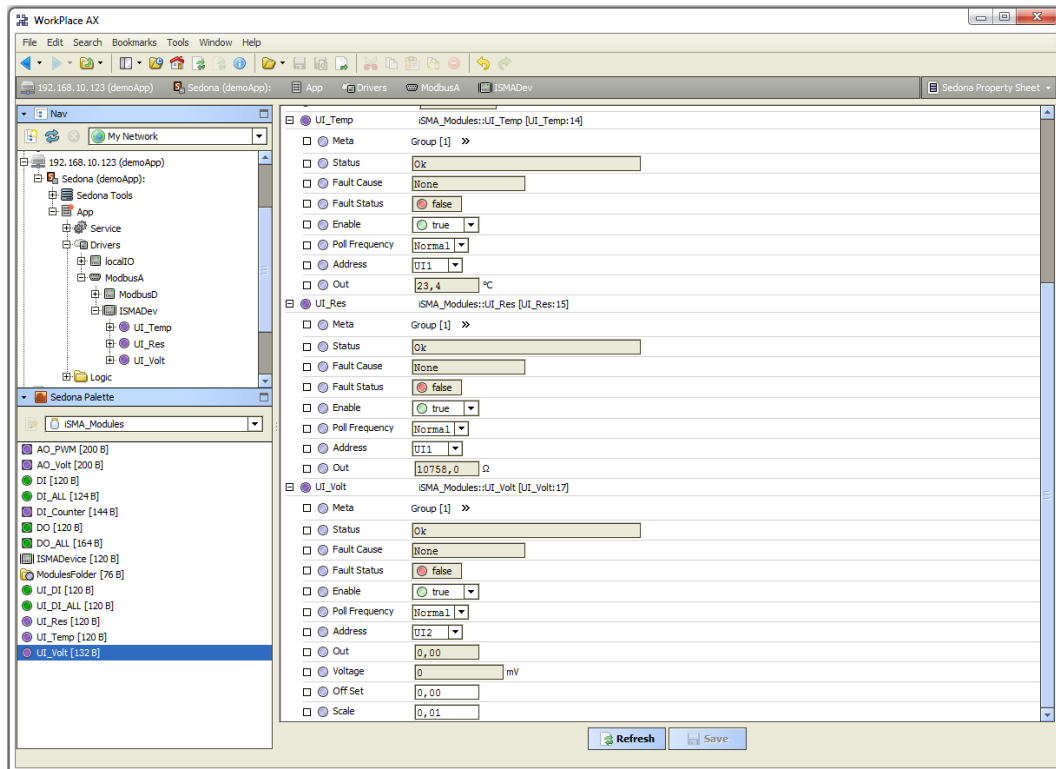 WorkPlace AX
File Edit Search Bookmarks Tools Window Help
192.168.10.123 (demoApp) Sedona (demoApp): App Drivers ModbusA ISMADev Sedona Property Sheet
Nav
My Network
192.168.10.123 (demoApp)
Sedona (demoApp):
Sedona Tools
App
Service
Drivers
localIO
ModbusA
ModbusD
ISMADev
UI_Temp
UI_Res
UI_Volt
Logic
Sedona Palette
iSMA_Modules
AO_PWM [200 B]
AO_Volt [200 B]
DI [120 B]
DI_ALL [124 B]
DI_Counter [144 B]
DO [120 B]
DO_ALL [164 B]
ISMADevice [120 B]
ModulesFolder [76 B]
UI_DI [120 B]
UI_DI_ALL [120 B]
UI_Res [120 B]
UI_Temp [120 B]
UI_Volt [132 B]
UI_Temp iSMA_Modules::UI_Temp [UI_Temp:14]
Meta Group [1] »
Status Ok
Fault Cause None
Fault Status false
Enable true
Poll Frequency Normal
Address UI1
Out 23,4 °C
UI_Res iSMA_Modules::UI_Res [UI_Res:15]
Meta Group [1] »
Status Ok
Fault Cause None
Fault Status false
Enable true
Poll Frequency Normal
Address UI1
Out 10758,0 Ω
UI_Volt iSMA_Modules::UI_Volt [UI_Volt:17]
Meta Group [1] »
Status Ok
Fault Cause None
Fault Status false
Enable true
Poll Frequency Normal
Address UI2
Out 0,00
Voltage 0 mV
Off Set 0,00
Scale 0,01
Refresh Save